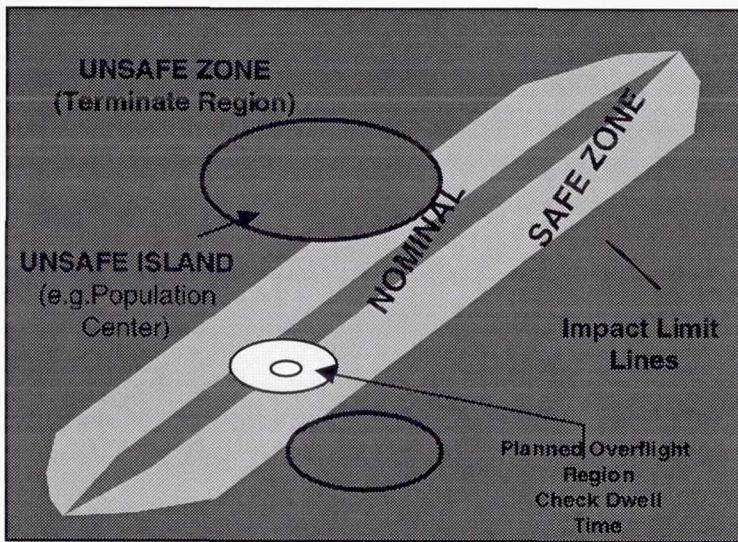 UNSAFE ZONE
(Terminate Region)
NOMINAL
SAFE ZONE
UNSAFE ISLAND
(e.g.Population
Center)
Impact Limit
Lines
Planned Overflight
Region
Check Dwell
Time